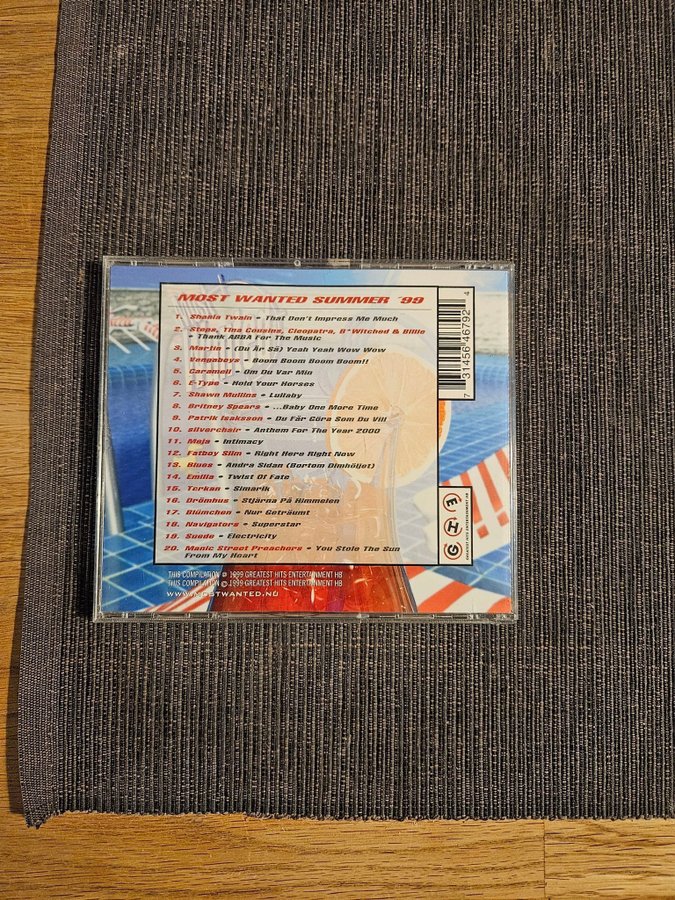 MOST WANTED SUMMER '99
1. Shania Twain • That Don't Impress Me Much
2. Steps, Tina Cousins, Cleopatra, B*Witched & Billie
• Thank ABBA For The Music
3. Martin • (Du Är Så) Yeah Yeah Wow Wow
4. Vengaboys • Boom Boom Boom Boom!!
5. Caramell • Om Du Var Min
6. E-Type • Hold Your Horses
7. Shawn Mullins • Lullaby
8. Britney Spears • ...Baby One More Time
9. Patrik Isaksson • Du Får Göra Som Du Vill
10. silverchair • Anthem For The Year 2000
11. Meja • Intimacy
12. Fatboy Slim • Right Here Right Now
13. Blues • Andra Sidan (Bortom Dimhöljet)
14. Emilia • Twist Of Fate
15. Tarkan • Simarik
16. Drömhus • Stjärna På Himmelen
17. Blümchen • Nur Geträumt
18. Navigators • Superstar
19. Suede • Electricity
20. Manic Street Preachers • You Stole The Sun
From My Heart
THIS COMPILATION ℗ 1999 GREATEST HITS ENTERTAINMENT HB
THIS COMPILATION © 1999 GREATEST HITS ENTERTAINMENT HB
WWW.MOSTWANTED.NU
7 31456 46792 4
E I G
GREATEST HITS ENTERTAINMENT HB